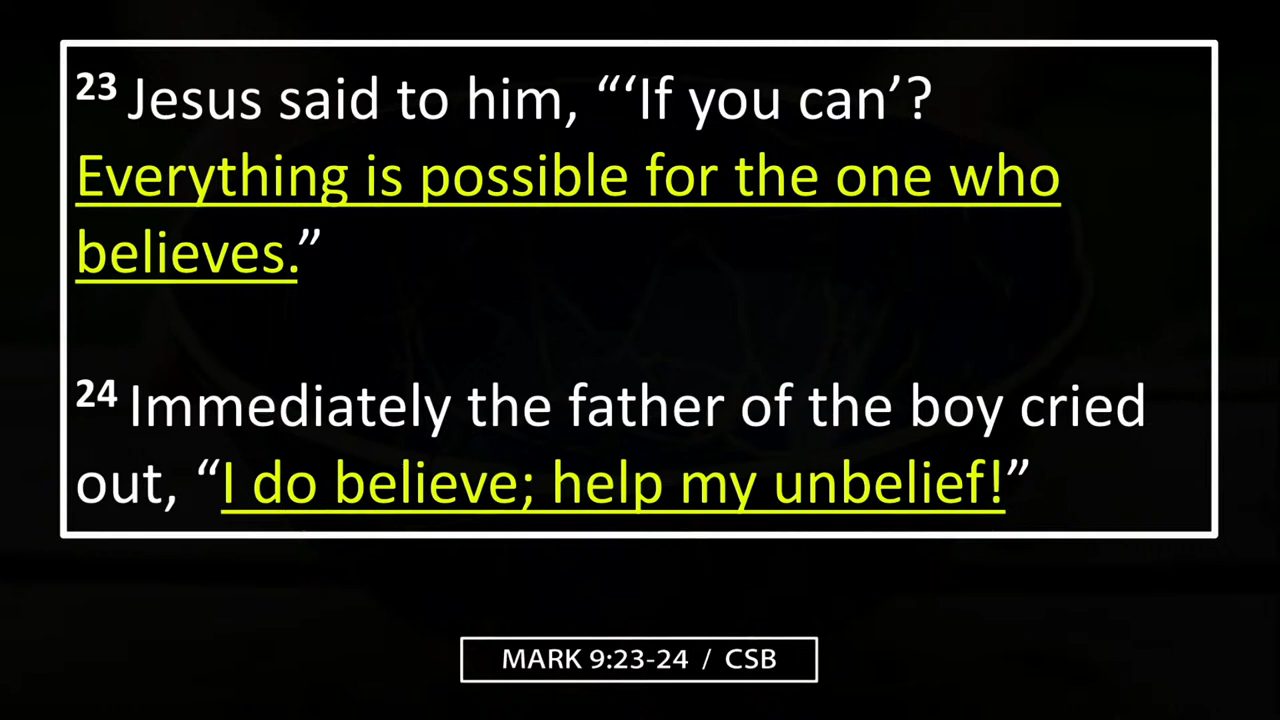 23 Jesus said to him, “‘If you can’?
Everything is possible for the one who
believes.”
24 Immediately the father of the boy cried
out, “I do believe; help my unbelief!”
MARK 9:23-24 / CSB